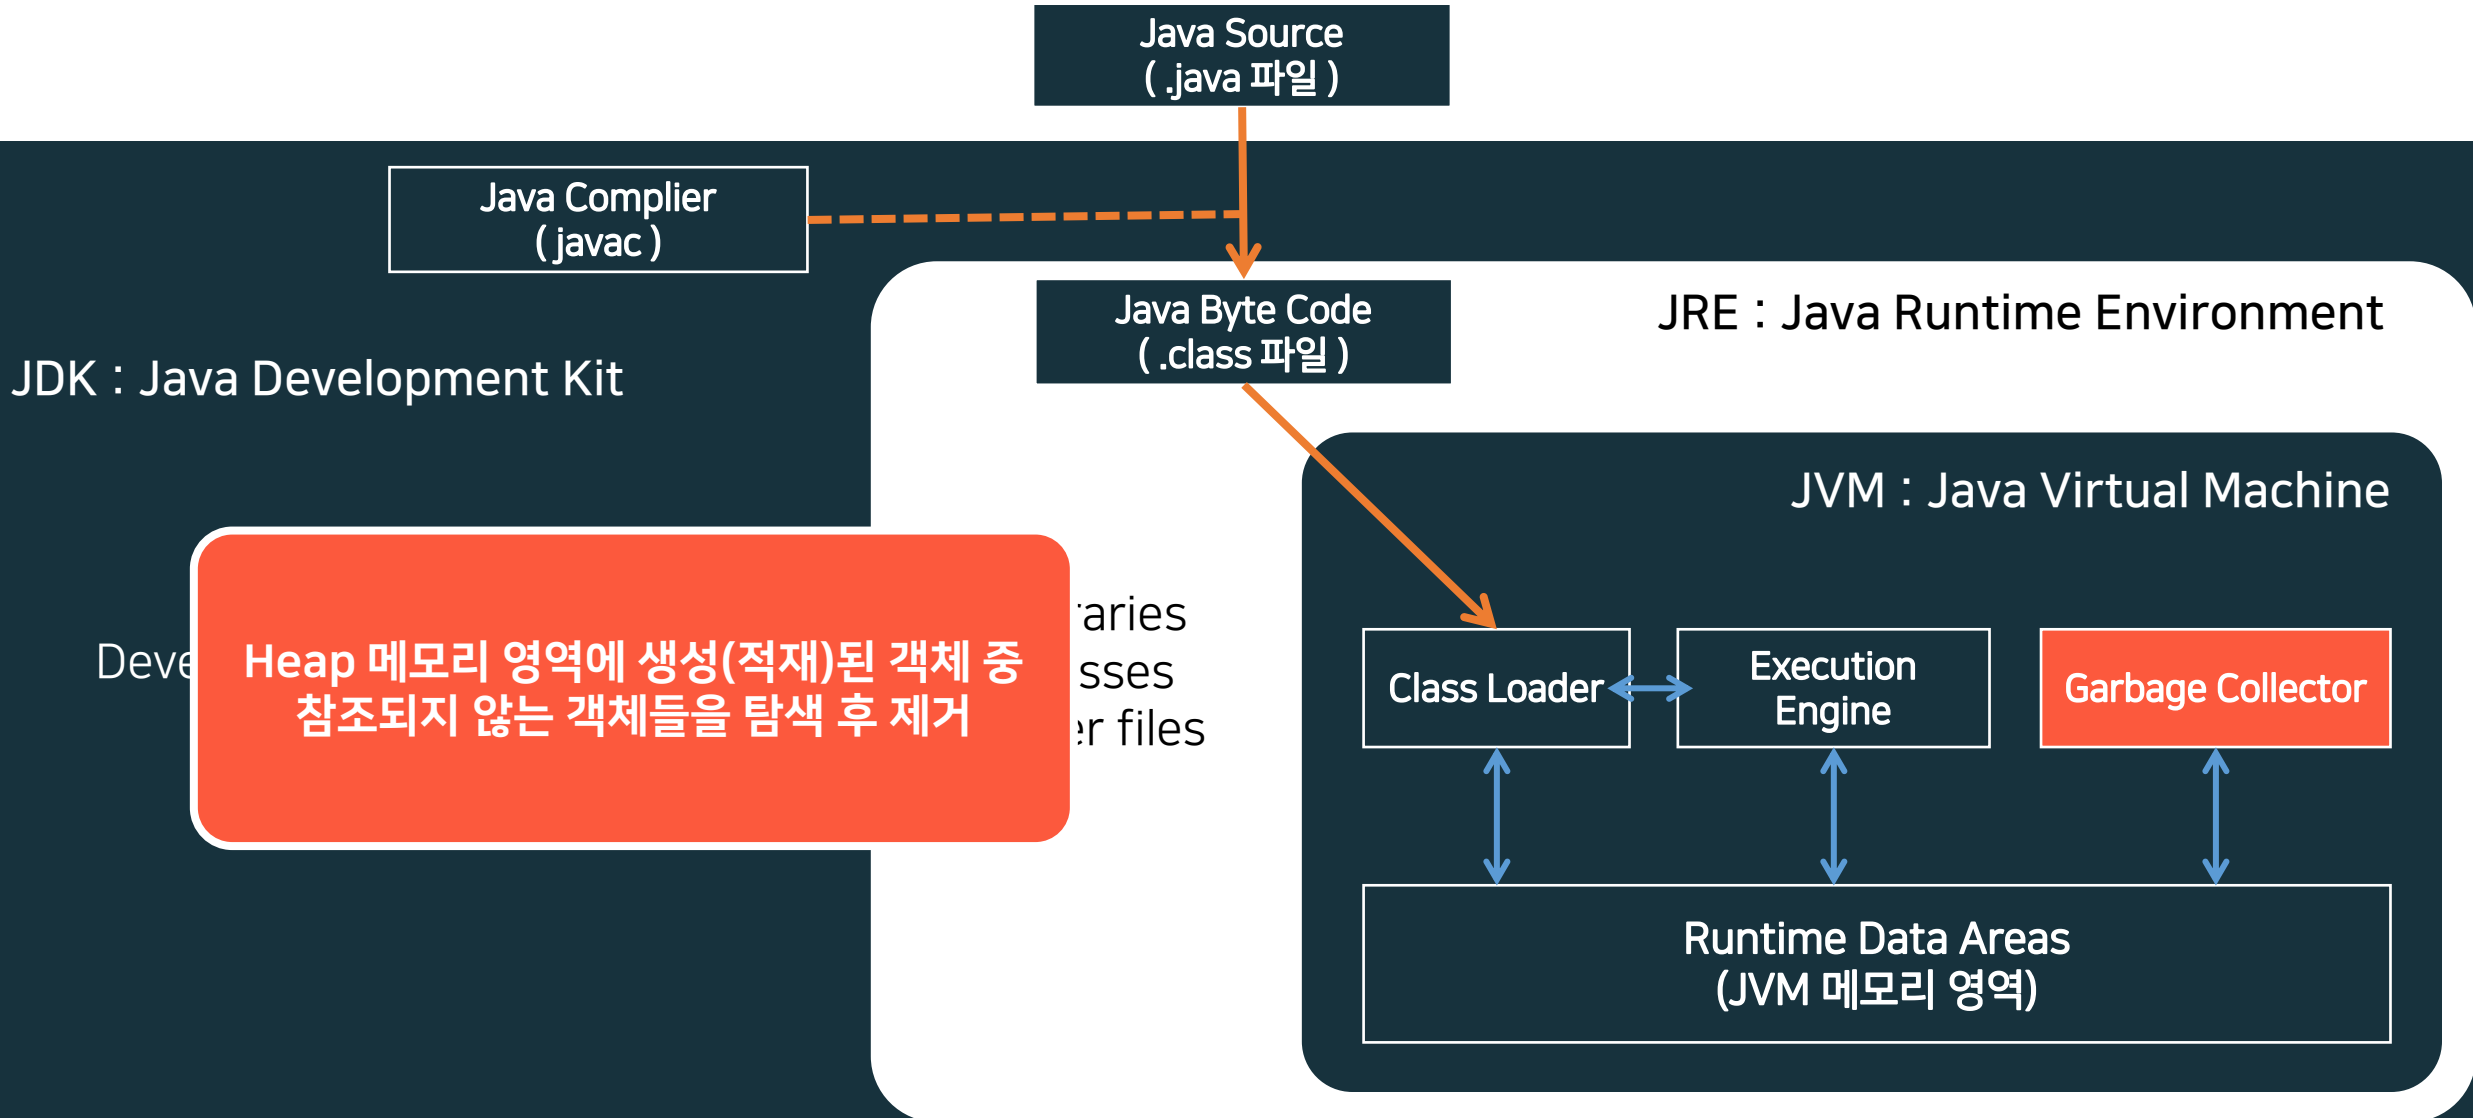 Java Source
( .java 파일 )
Java Complier
( javac )
Java Byte Code
( .class 파일 )
JRE : Java Runtime Environment
JDK : Java Development Kit
JVM : Java Virtual Machine
Heap 메모리 영역에 생성(적재)된 객체 중
참조되지 않는 객체들을 탐색 후 제거
files
Class Loader
Execution
Engine
Garbage Collector
Runtime Data Areas
(JVM 메모리 영역)